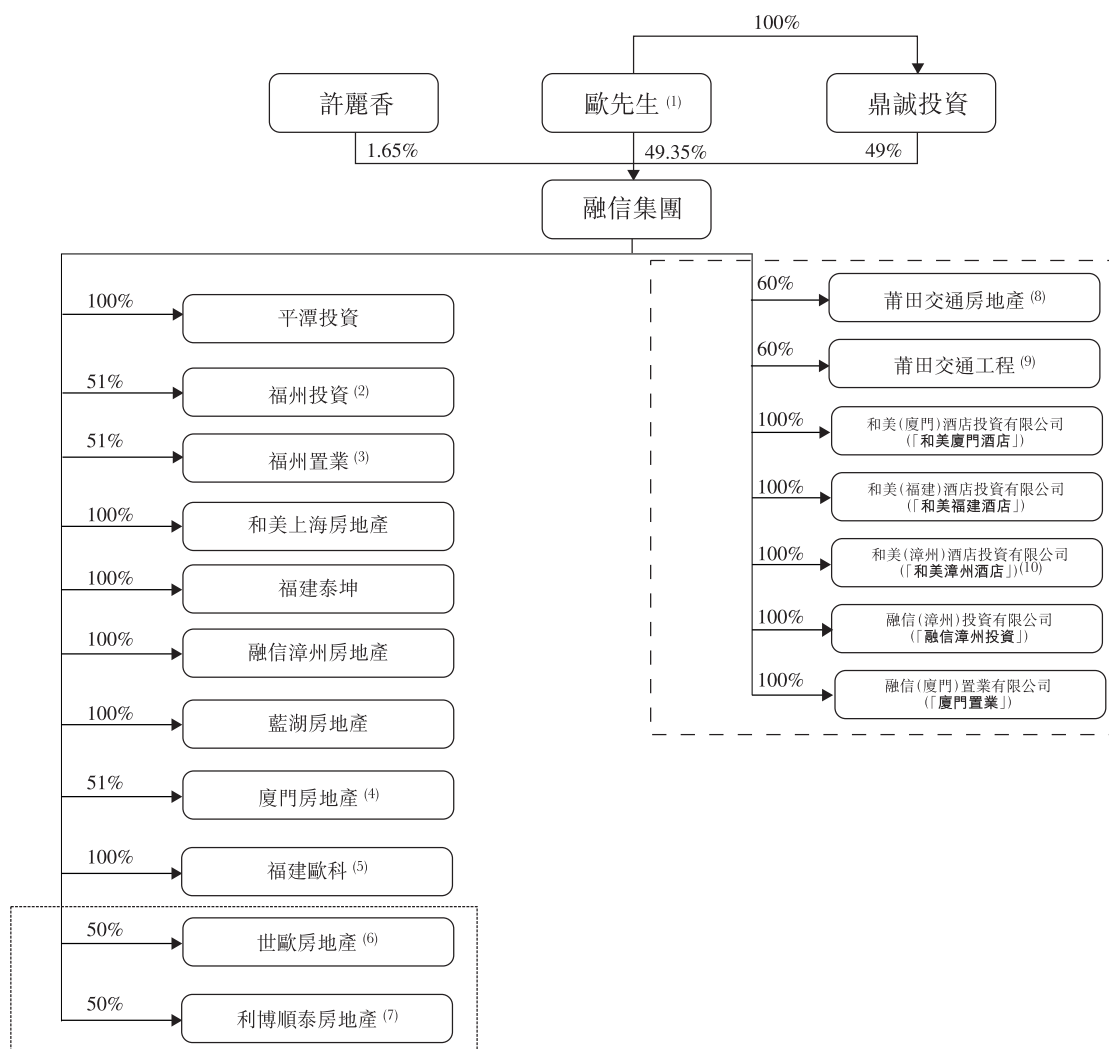 100%
許麗香
歐先生 (1)
鼎誠投資
1.65%
49.35%
49%
融信集團
100%
平潭投資
51%
福州投資 (2)
51%
福州置業 (3)
100%
和美上海房地產
100%
福建泰坤
100%
融信漳州房地產
100%
藍湖房地產
51%
廈門房地產 (4)
100%
福建歐科 (5)
50%
世歐房地產 (6)
50%
利博順泰房地產 (7)
60%
莆田交通房地產 (8)
60%
莆田交通工程 (9)
100%
和美(廈門)酒店投資有限公司
(「和美廈門酒店」)
100%
和美(福建)酒店投資有限公司
(「和美福建酒店」)
100%
和美(漳州)酒店投資有限公司
(「和美漳州酒店」)(10)
100%
融信(漳州)投資有限公司
(「融信漳州投資」)
100%
融信(廈門)置業有限公司
(「廈門置業」)